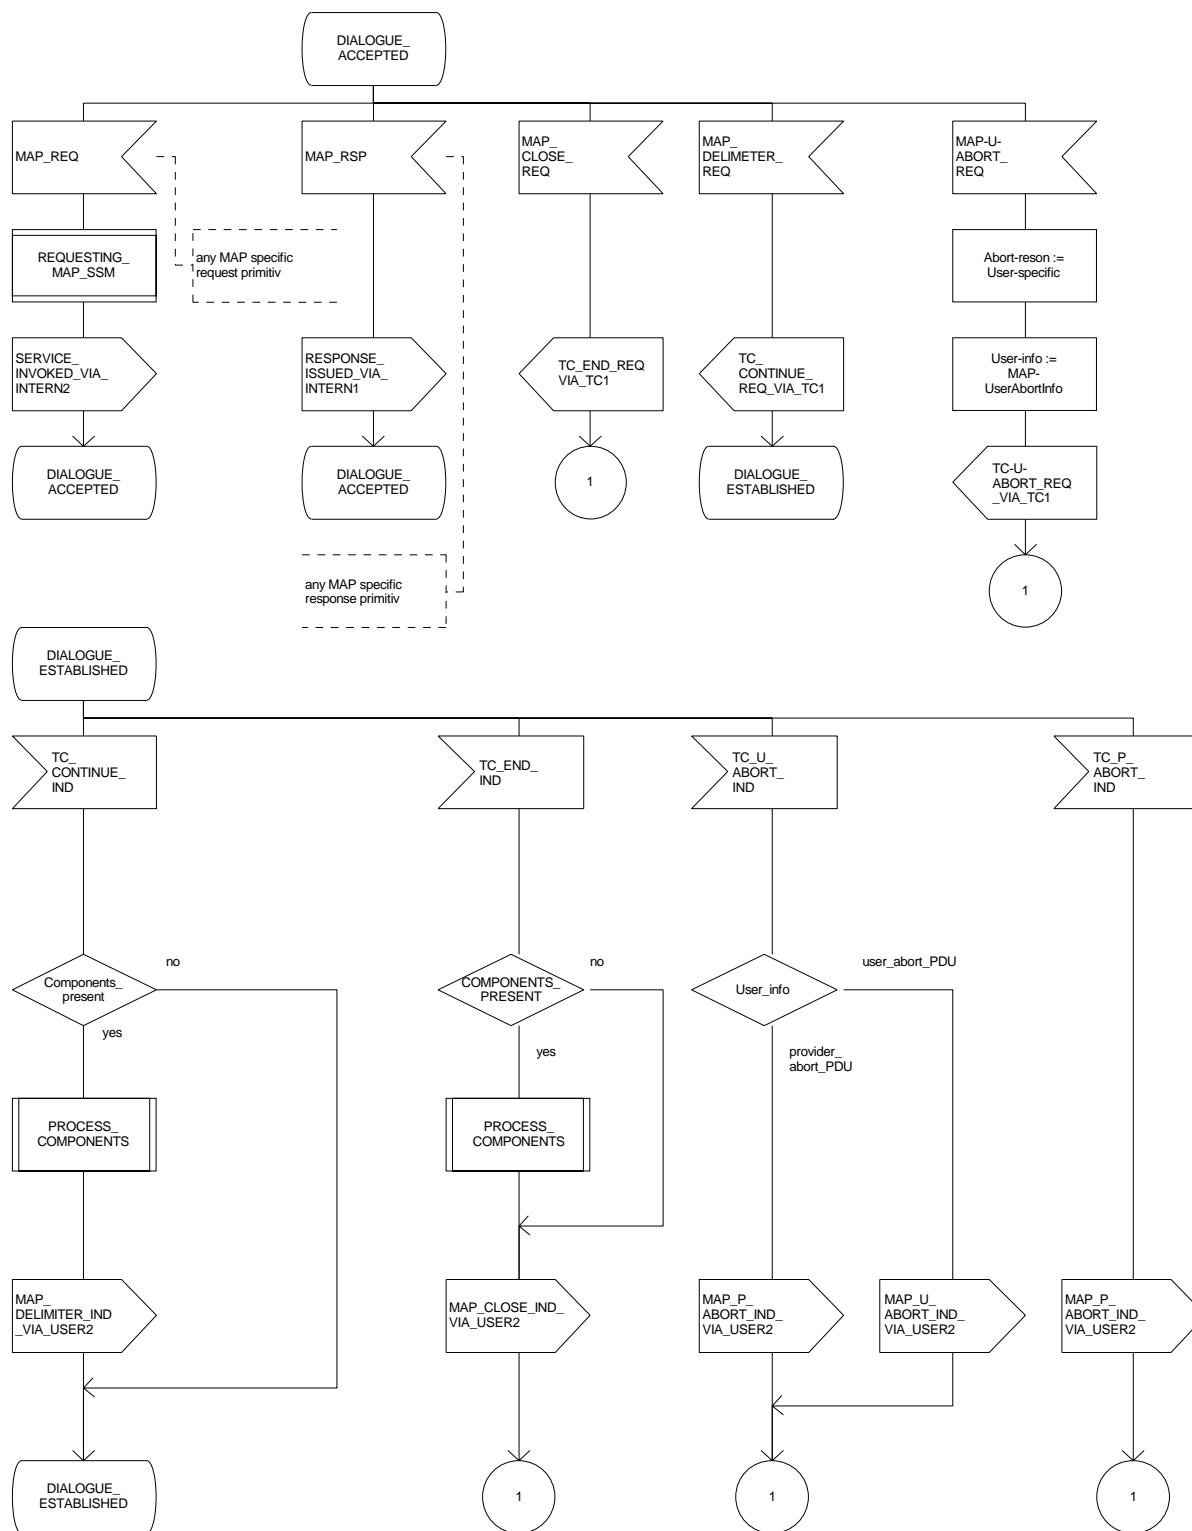 DIALOGUE_
ACCEPTED
MAP_REQ
MAP_RSP
MAP_
CLOSE_
REQ
MAP_
DELIMETER_
REQ
MAP-U-
ABORT_
REQ
REQUESTING_
MAP_SSM
any MAP specific
request primitiv
Abort-reson :=
User-specific
SERVICE_
INVOKED_VIA_
INTERN2
RESPONSE_
ISSUED_VIA_
INTERN1
TC_END_REQ
VIA_TC1
TC_
CONTINUE_
REQ_VIA_TC1
User-info :=
MAP-
UserAbortInfo
DIALOGUE_
ACCEPTED
DIALOGUE_
ACCEPTED
1
DIALOGUE_
ESTABLISHED
TC-U-
ABORT_REQ
_VIA_TC1
any MAP specific
response primitiv
1
DIALOGUE_
ESTABLISHED
TC_
CONTINUE_
IND
TC_END_
IND
TC_U_
ABORT_
IND
TC_P_
ABORT_
IND
Components_
present
no
yes
COMPONENTS_
PRESENT
no
yes
User_info
user_abort_PDU
provider_
abort_PDU
PROCESS_
COMPONENTS
PROCESS_
COMPONENTS
MAP_
DELIMITER_IND
_VIA_USER2
MAP_CLOSE_IND_
VIA_USER2
MAP_P_
ABORT_IND_
VIA_USER2
MAP_U_
ABORT_IND_
VIA_USER2
MAP_P_
ABORT_IND_
VIA_USER2
DIALOGUE_
ESTABLISHED
1
1
1